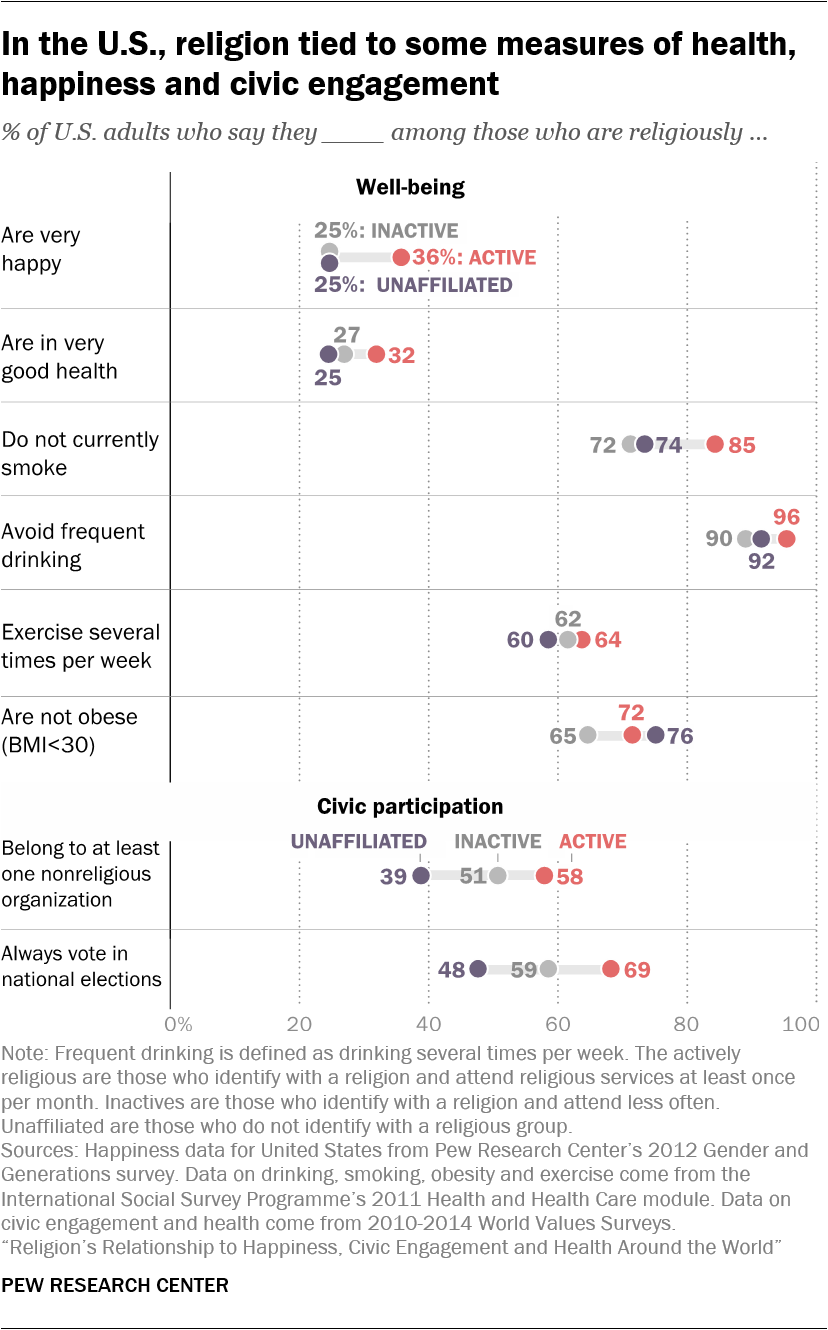 In the U.S., religion tied to some measures of health,
happiness and civic engagement
% of U.S. adults who say they ____ among those who are religiously ...
Well-being
Are very
happy
25%: INACTIVE
36%: ACTIVE
25%: UNAFFILIATED
Are in very
good health
27
32
25
Do not currently
smoke
72
74
85
Avoid frequent
drinking
96
90
92
Exercise several
times per week
62
60
64
Are not obese
(BMI<30)
72
65
76
Civic participation
UNAFFILIATED INACTIVE ACTIVE
Belong to at least
one nonreligious
organization
39
51
58
Always vote in
national elections
48
59
69
0% 20 40 60 80 100
Note: Frequent drinking is defined as drinking several times per week. The actively
religious are those who identify with a religion and attend religious services at least once
per month. Inactives are those who identify with a religion and attend less often.
Unaffiliated are those who do not identify with a religious group.
Sources: Happiness data for United States from Pew Research Center’s 2012 Gender and
Generations survey. Data on drinking, smoking, obesity and exercise come from the
International Social Survey Programme’s 2011 Health and Health Care module. Data on
civic engagement and health come from 2010-2014 World Values Surveys.
“Religion’s Relationship to Happiness, Civic Engagement and Health Around the World”
PEW RESEARCH CENTER